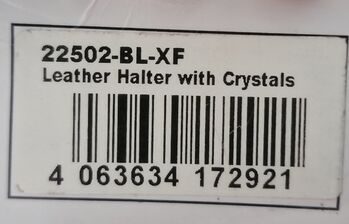 22502-BL-XF
Leather Halter with Crystals
4 063634 172921